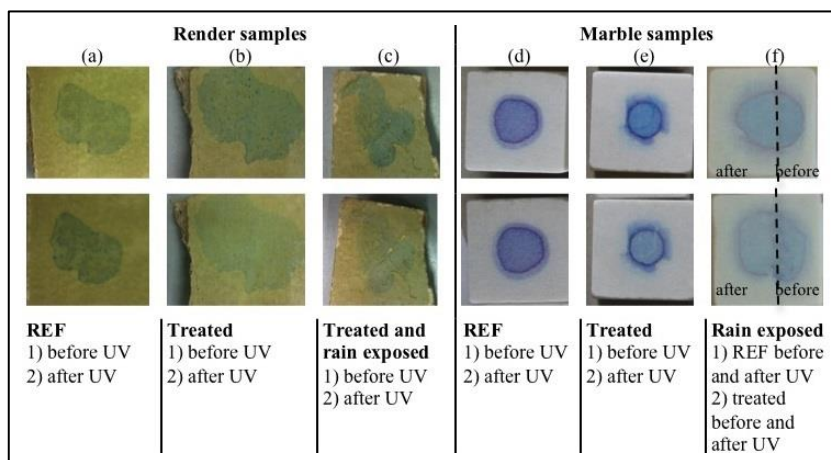 Render samples
Marble samples
(a) (b) (c) (d) (e) (f)
after before
after before
REF
1) before UV
2) after UV
Treated
1) before UV
2) after UV
Treated and
rain exposed
1) before UV
2) after UV
REF
1) before UV
2) after UV
Treated
1) before UV
2) after UV
Rain exposed
1) REF before
and after UV
2) treated
before and
after UV